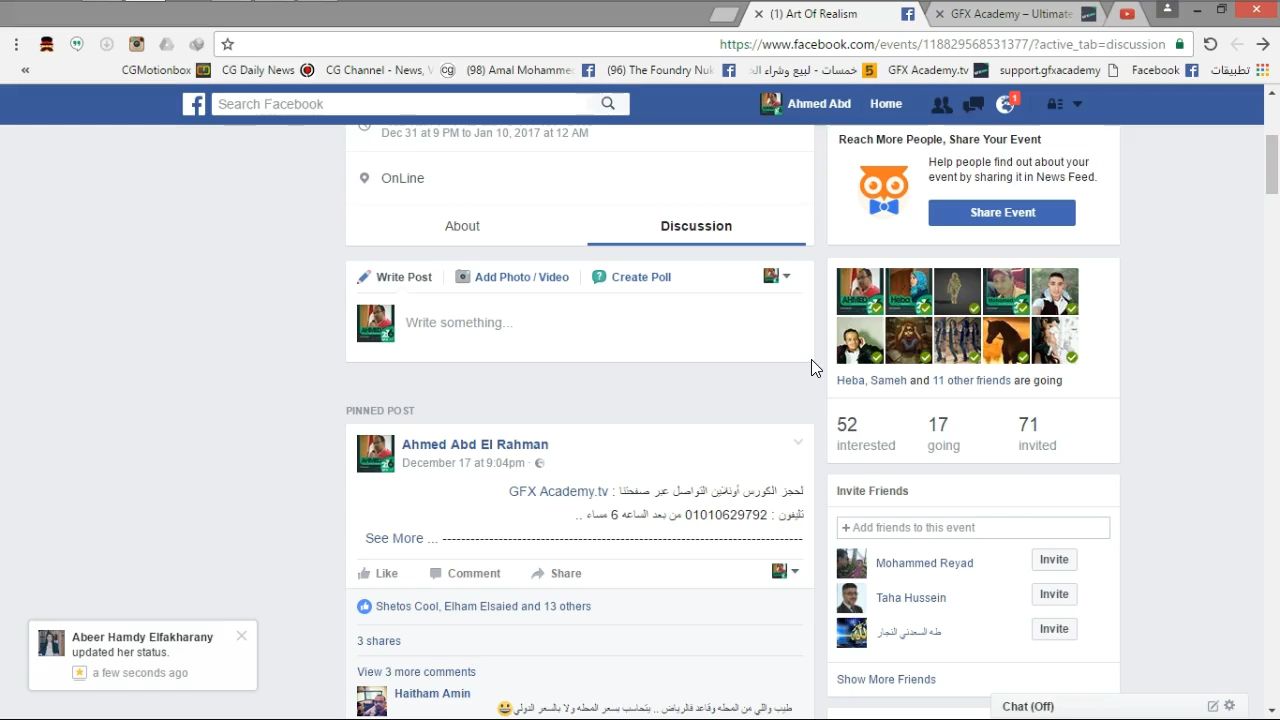 (1) Art Of Realism
GFX Academy – Ultimate
https://www.facebook.com/events/118829568531377/?active_tab=discussion
«
CGMotionbox
CG Daily News
CG Channel - News, V
(98) Amal Mohamme
(96) The Foundry Nuk
خمسات - لبيع وشراء الخ
GFX Academy.tv
support.gfxacademy
Facebook
تطبيقات
Search Facebook
Ahmed Abd
Home
1
Dec 31 at 9 PM to Jan 10, 2017 at 12 AM
OnLine
About
Discussion
Write Post
Add Photo / Video
Create Poll
Write something...
PINNED POST
Ahmed Abd El Rahman
December 17 at 9:04pm ·
لحجز الكورس أونلاين التواصل عبر صفحتنا : GFX Academy.tv
تليفون : 01010629792 من بعد الساعه 6 مساء ..
See More ... ------------------------------------------------------------------------------
Like
Comment
Share
Shetos Cool, Elham Elsaied and 13 others
3 shares
View 3 more comments
Haitham Amin
طيب واللي من المحله وقاعد فالرياض .. بتحاسب بسعر المحله ولا بالسعر الدولي
Reach More People, Share Your Event
Help people find out about your
event by sharing it in News Feed.
Share Event
AHMED
Heba
Heba, Sameh and 11 other friends are going
52
interested
17
going
71
invited
Invite Friends
+ Add friends to this event
Mohammed Reyad
Invite
Taha Hussein
Invite
طه السعدني النجار
Invite
Show More Friends
Abeer Hamdy Elfakharany
updated her status.
a few seconds ago
Chat (Off)